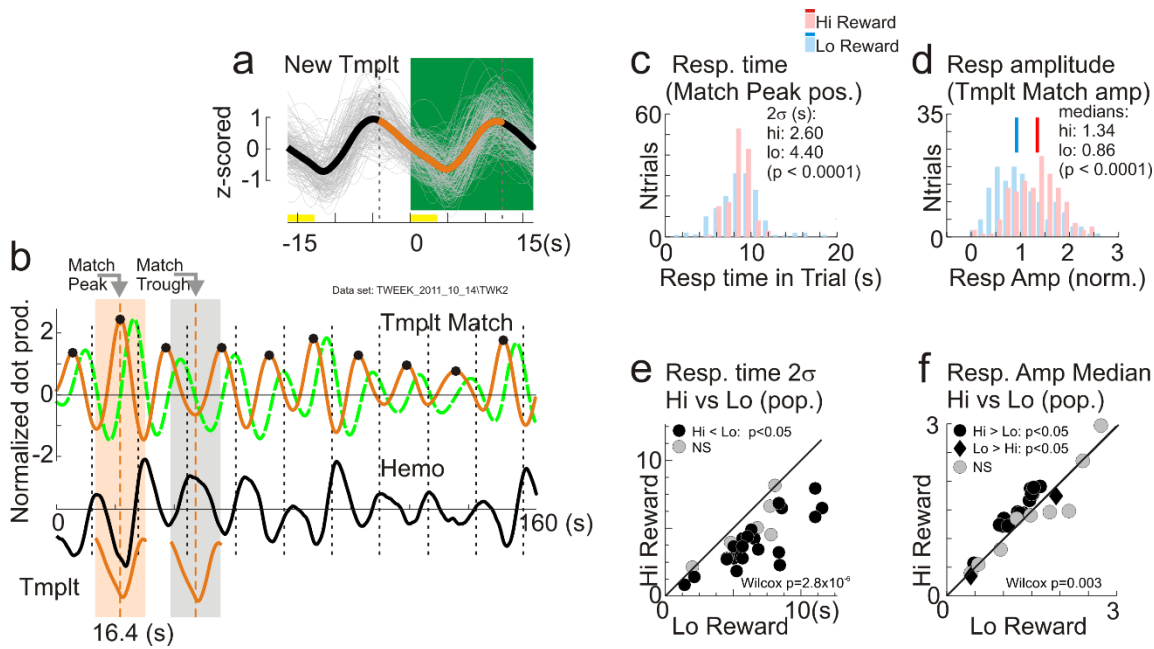 Hi Reward
Lo Reward
a
New Tmplt
z-scored
1
0
-1
-15
0
15(s)
b
Match
Peak
Match
Trough
Data set: TWEEK_2011_10_14\TWK2
Tmplt Match
Normalized dot prod.
2
0
-2
Hemo
0
160 (s)
Tmplt
16.4 (s)
c
Resp. time
(Match Peak pos.)
60
2σ (s):
hi: 2.60
lo: 4.40
(p < 0.0001)
Ntrials
0
0
10
20
Resp time in Trial (s)
d
Resp amplitude
(Tmplt Match amp)
35
medians:
hi: 1.34
lo: 0.86
(p < 0.0001)
Ntrials
0
0
1
2
3
Resp Amp (norm.)
e
Resp. time 2σ
Hi vs Lo (pop.)
Hi < Lo: p<0.05
NS
10
Hi Reward
0
Wilcox p=2.8x10⁻⁶
0
10(s)
Lo Reward
f
Resp. Amp Median
Hi vs Lo (pop.)
3
Hi > Lo: p<0.05
Lo > Hi: p<0.05
NS
Hi Reward
0
Wilcox p=0.003
0
3
Lo Reward